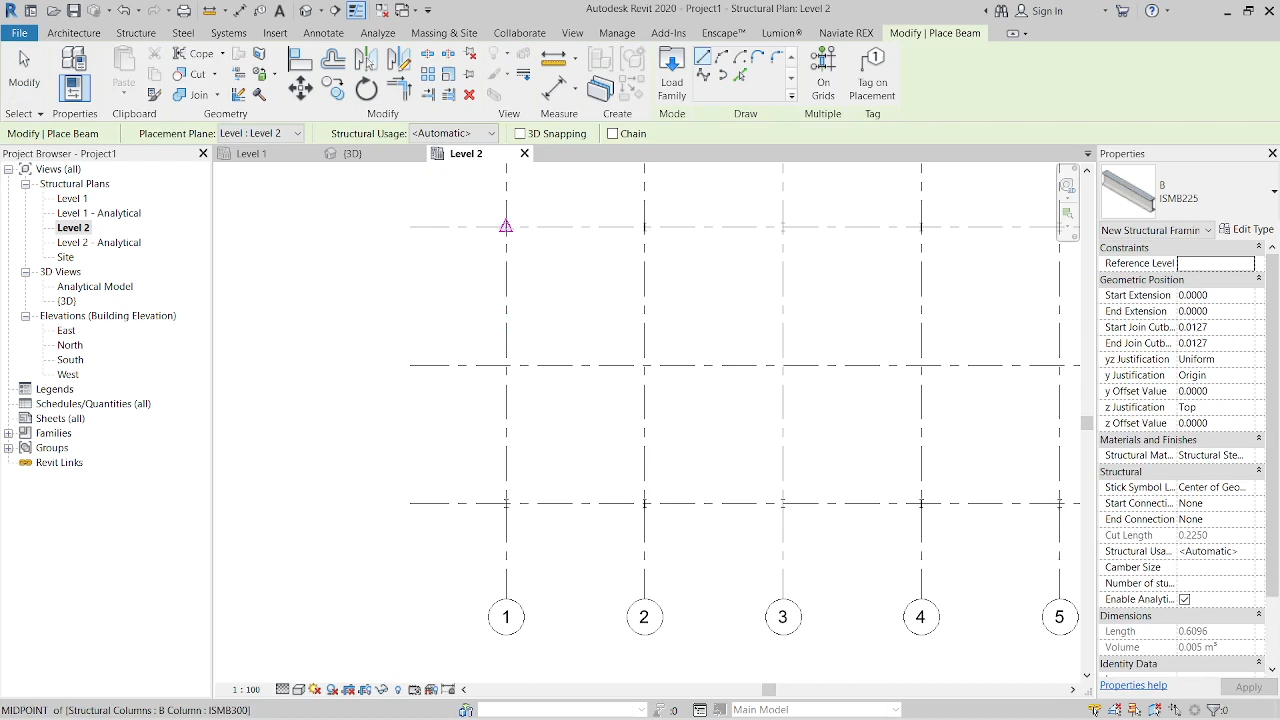 Autodesk Revit 2020 - Project1 - Structural Plan: Level 2
Sign In
File Architecture Structure Steel Systems Insert Annotate Analyze Massing & Site Collaborate View Manage Add-Ins Enscape™ Lumion® Naviate REX Modify | Place Beam
Modify
Paste
Cope
Cut
Join
Load
Family
On
Grids
Tag on
Placement
Select Properties Clipboard Geometry Modify View Measure Create Mode Draw Multiple Tag
Modify | Place Beam Placement Plane: Level : Level 2 Structural Usage: <Automatic> 3D Snapping Chain
Project Browser - Project1
Views (all)
Structural Plans
Level 1
Level 1 - Analytical
Level 2
Level 2 - Analytical
Site
3D Views
Analytical Model
{3D}
Elevations (Building Elevation)
East
North
South
West
Legends
Schedules/Quantities (all)
Sheets (all)
Families
Groups
Revit Links
Level 1 {3D} Level 2
1 2 3 4 5
1 : 100
Properties
B
ISMB225
New Structural Framin Edit Type
Constraints
Reference Level
Geometric Position
Start Extension 0.0000
End Extension 0.0000
Start Join Cutb... 0.0127
End Join Cutb... 0.0127
yz Justification Uniform
y Justification Origin
y Offset Value 0.0000
z Justification Top
z Offset Value 0.0000
Materials and Finishes
Structural Mat... Structural Ste...
Structural
Stick Symbol L... Center of Geo...
Start Connecti... None
End Connection None
Cut Length 0.2250
Structural Usa... <Automatic>
Camber Size
Number of stu...
Enable Analyti...
Dimensions
Length 0.6096
Volume 0.005 m³
Identity Data
Properties help Apply
MIDPOINT of [Structural Columns : B Column : ISMB300] :0 Main Model :0